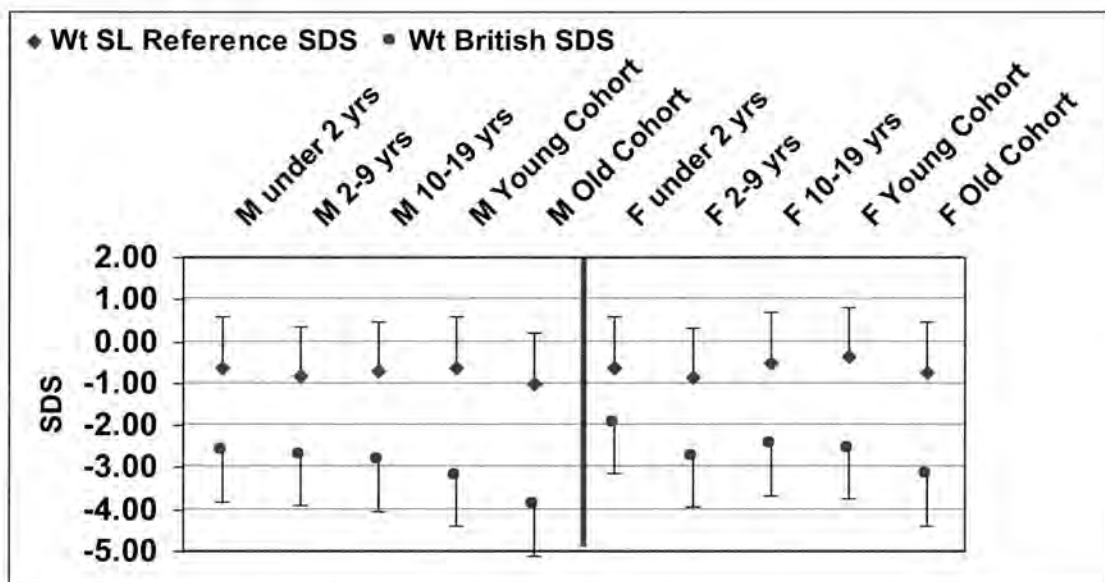 Wt SL Reference SDS Wt British SDS
M under 2 yrs
M 2-9 yrs
M 10-19 yrs
M Young Cohort
M Old Cohort
F under 2 yrs
F 2-9 yrs
F 10-19 yrs
F Young Cohort
F Old Cohort
2.00
1.00
0.00
-1.00
-2.00
-3.00
-4.00
-5.00
SDS